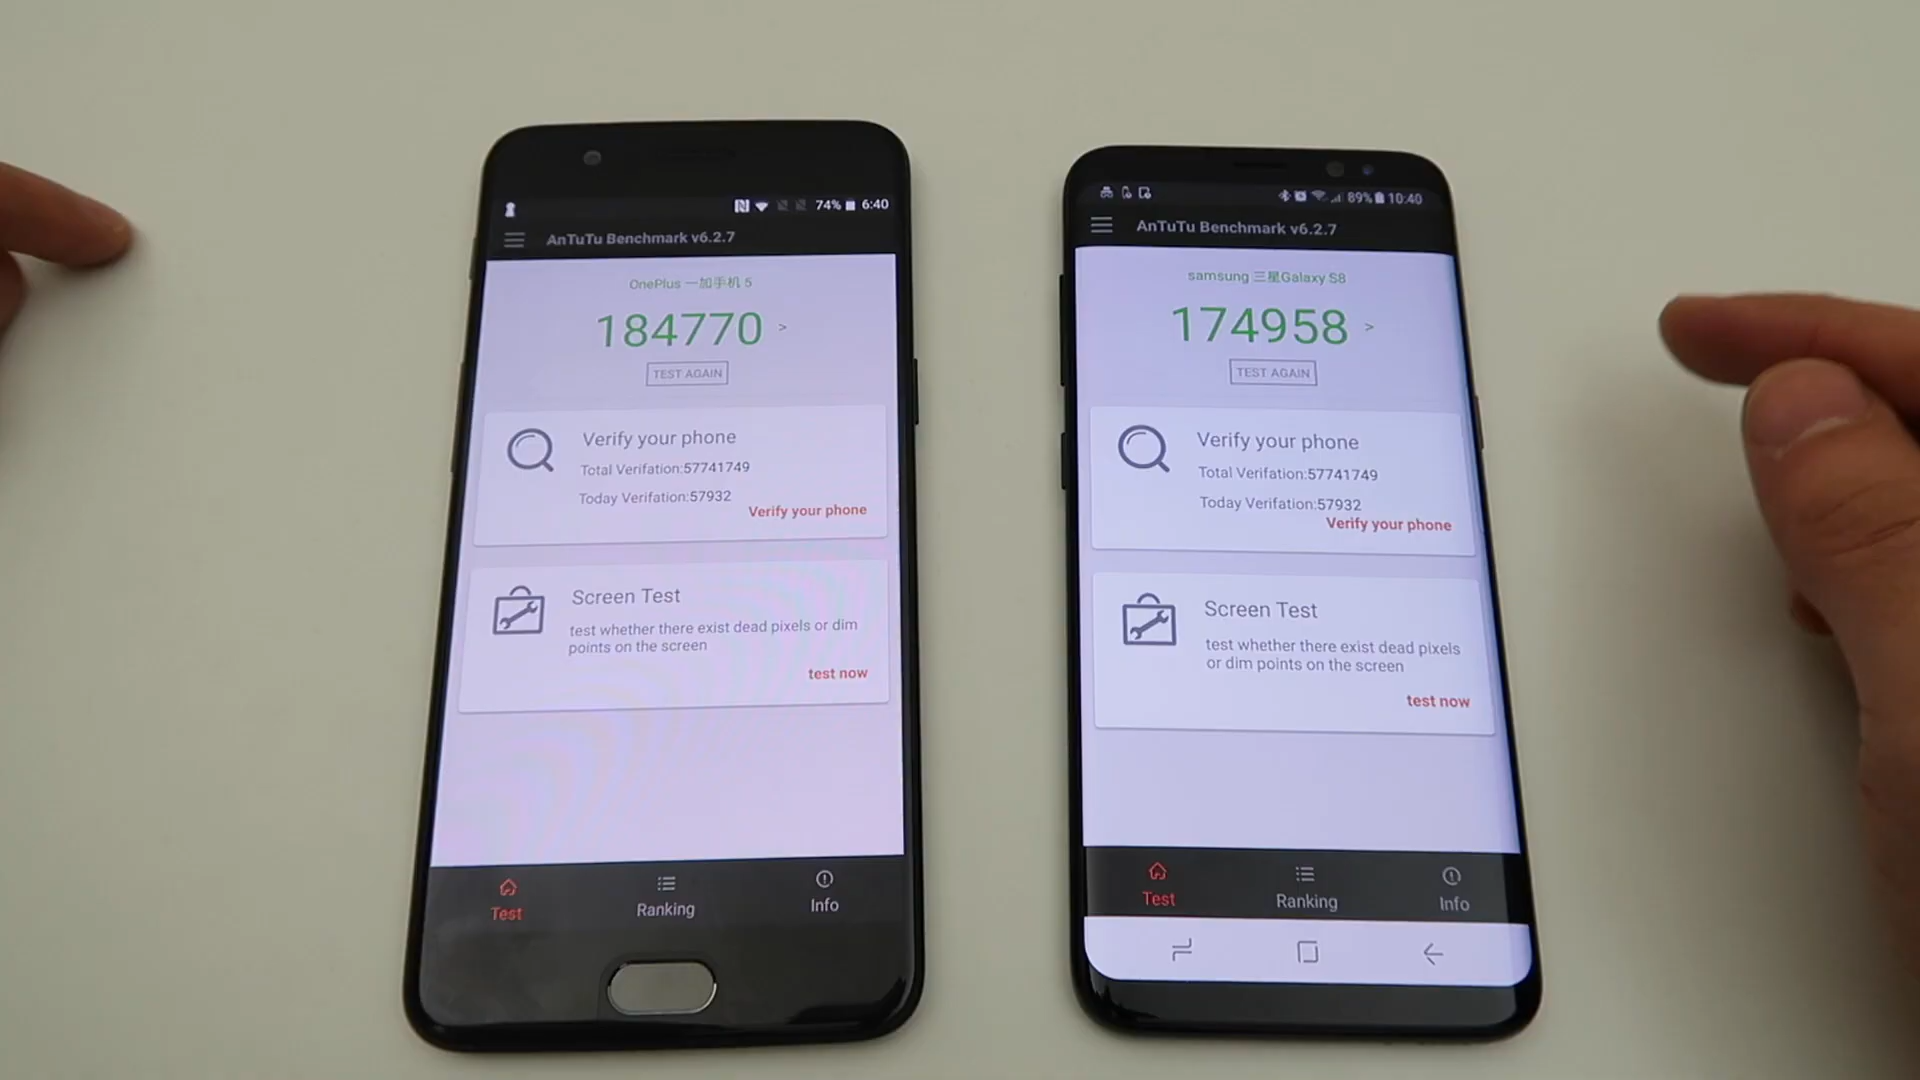 74% 6:40
AnTuTu Benchmark v6.2.7
OnePlus 一加手机 5
184770 >
TEST AGAIN
Verify your phone
Total Verifation:57741749
Today Verifation:57932
Verify your phone
Screen Test
test whether there exist dead pixels or dim
points on the screen
test now
Test
Ranking
Info
89% 10:40
AnTuTu Benchmark v6.2.7
samsung 三星Galaxy S8
174958 >
TEST AGAIN
Verify your phone
Total Verifation:57741749
Today Verifation:57932
Verify your phone
Screen Test
test whether there exist dead pixels
or dim points on the screen
test now
Test
Ranking
Info